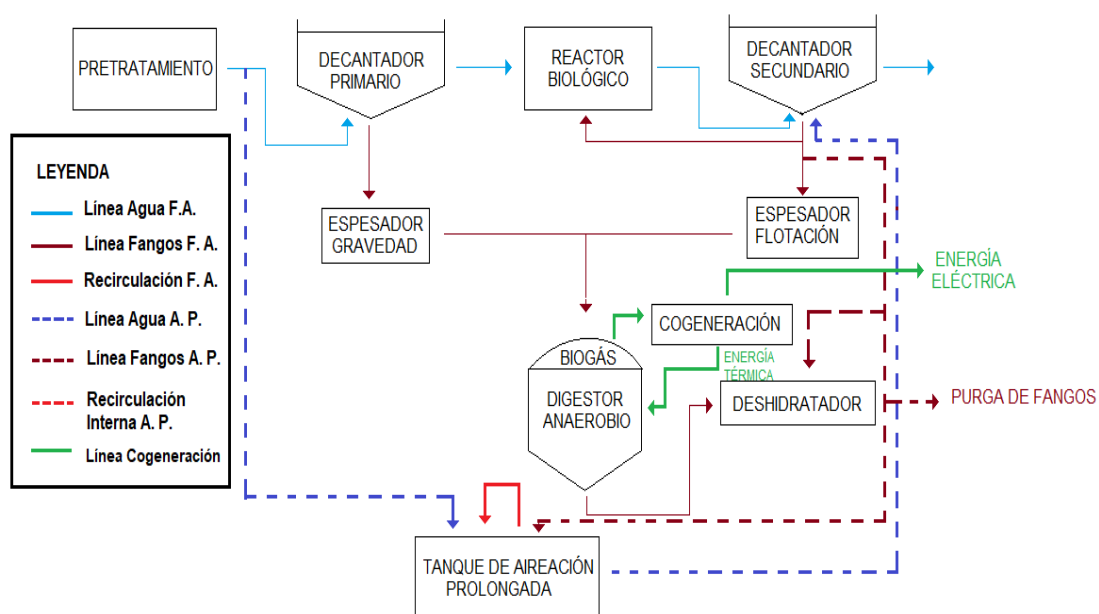 PRETRATAMIENTO
DECANTADOR
PRIMARIO
REACTOR
BIOLÓGICO
DECANTADOR
SECUNDARIO
LEYENDA
Línea Agua F.A.
Línea Fangos F. A.
Recirculación F. A.
Línea Agua A. P.
Línea Fangos A. P.
Recirculación
Interna A. P.
Línea Cogeneración
ESPESADOR
GRAVEDAD
ESPESADOR
FLOTACIÓN
ENERGÍA
ELÉCTRICA
COGENERACIÓN
BIOGÁS
ENERGÍA
TÉRMICA
DIGESTOR
ANAEROBIO
DESHIDRATADOR
PURGA DE FANGOS
TANQUE DE AIREACIÓN
PROLONGADA